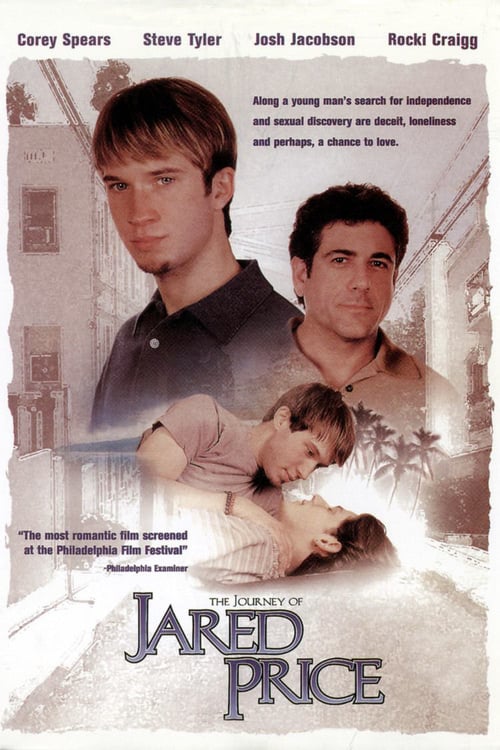 Corey Spears Steve Tyler Josh Jacobson Rocki Craigg
Along a young man's search for independence
and sexual discovery are deceit, loneliness
and perhaps, a chance to love.
"The most romantic film screened
at the Philadelphia Film Festival"
-Philadelphia Examiner
THE JOURNEY OF
JARED
PRICE